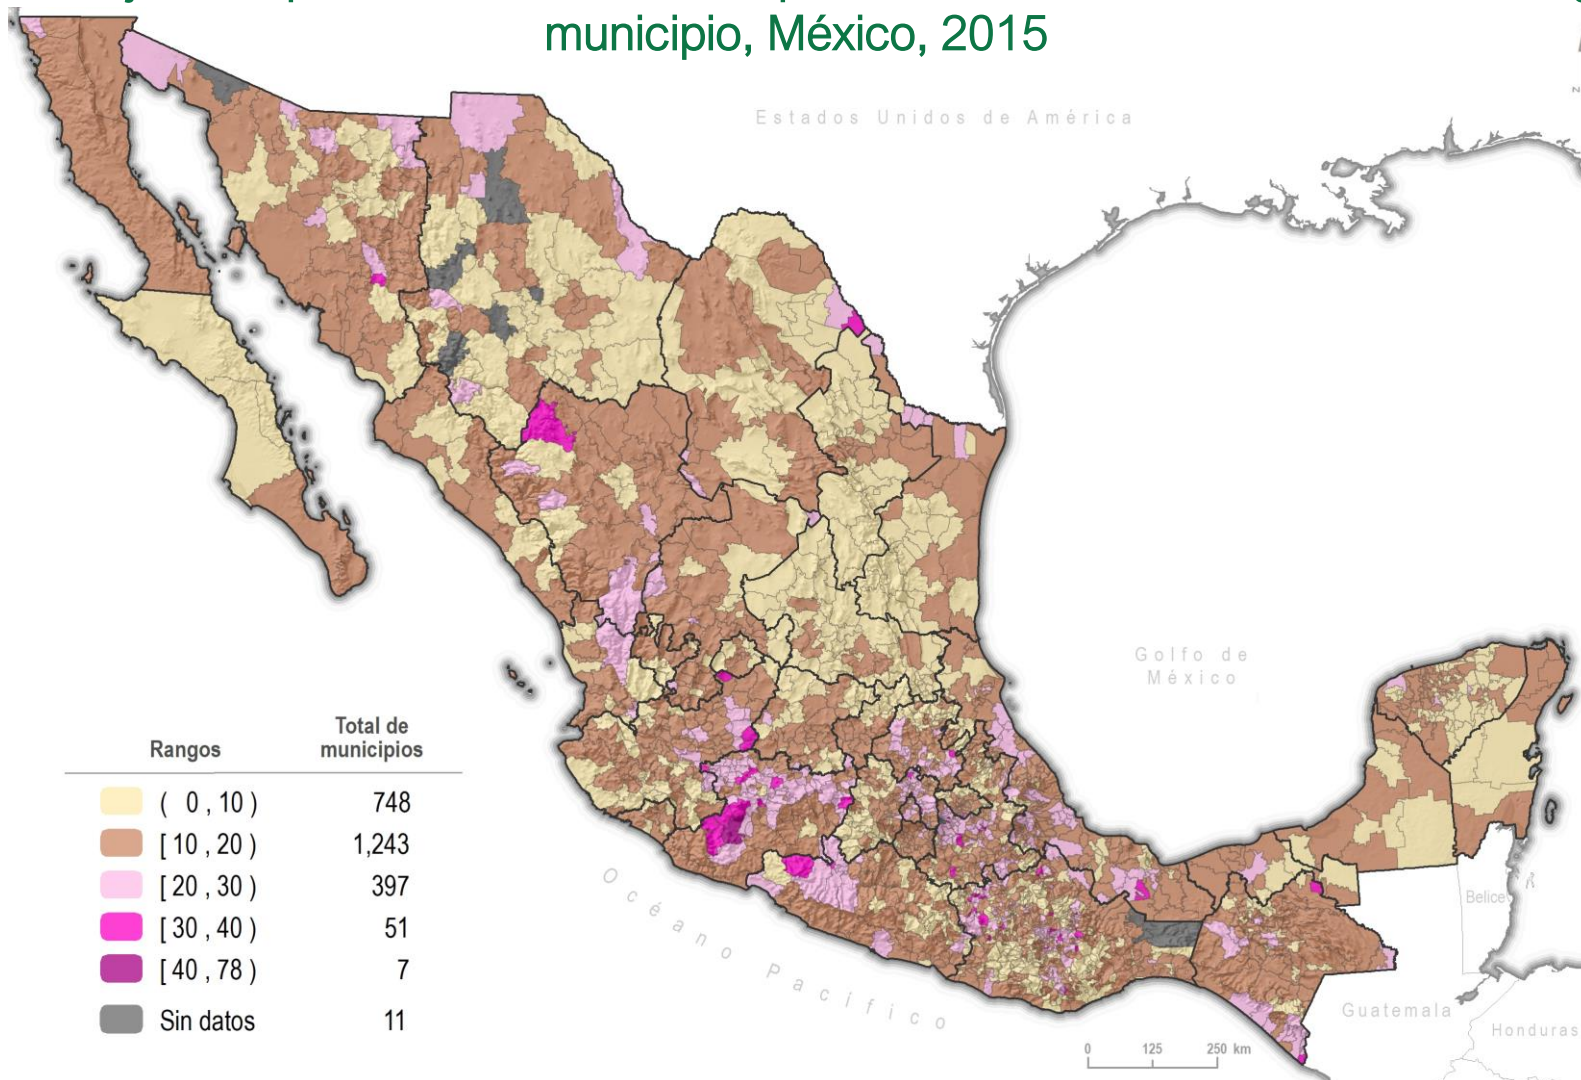 municipio, México, 2015
Estados Unidos de América
Golfo de
México
Total de
Rangos municipios
( 0 , 10 ) 748
[ 10 , 20 ) 1,243
[ 20 , 30 ) 397
[ 30 , 40 ) 51
[ 40 , 78 ) 7
Sin datos 11
Océano Pacífico
Belice
Guatemala
Honduras
0 125 250 km